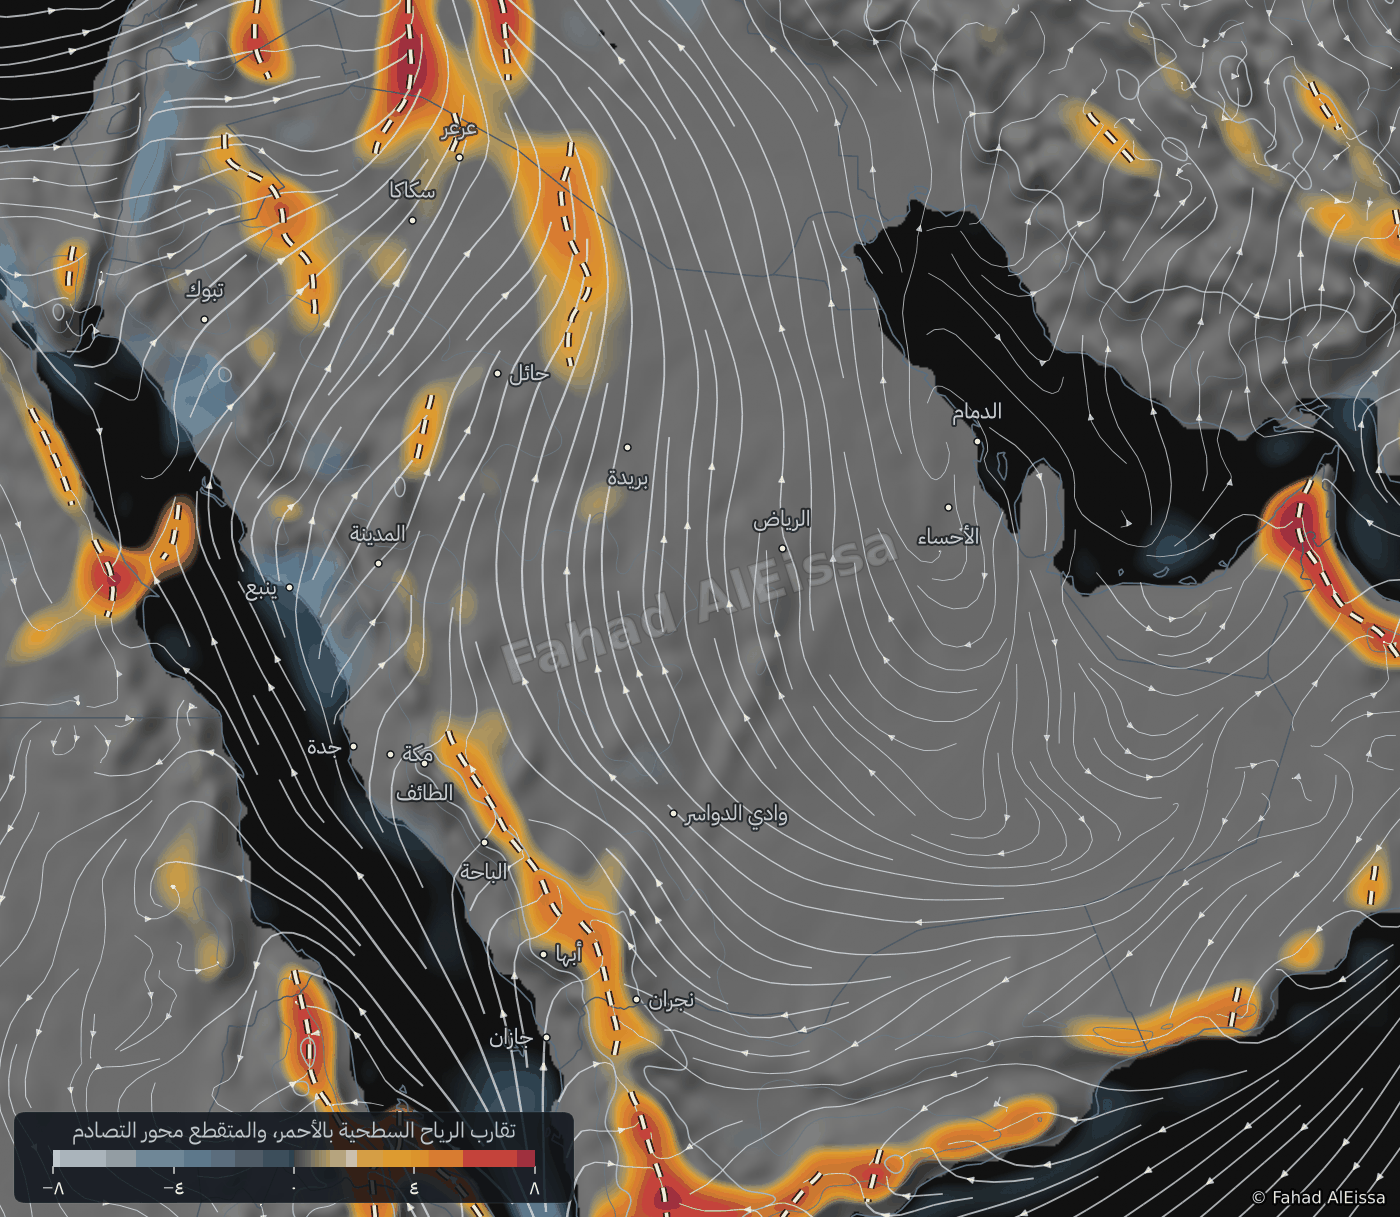 عرعر
سكاكا
تبوك
حائل
الدمام
بريدة
الرياض
الأحساء
المدينة
ينبع
Fahad AlEissa
جدة
مكة
الطائف
وادي الدواسر
الباحة
أبها
نجران
جازان
تقارب الرياح السطحية بالأحمر، والمتقطع محور التصادم
−٨ −٤ ٠ ٤ ٨
© Fahad AlEissa